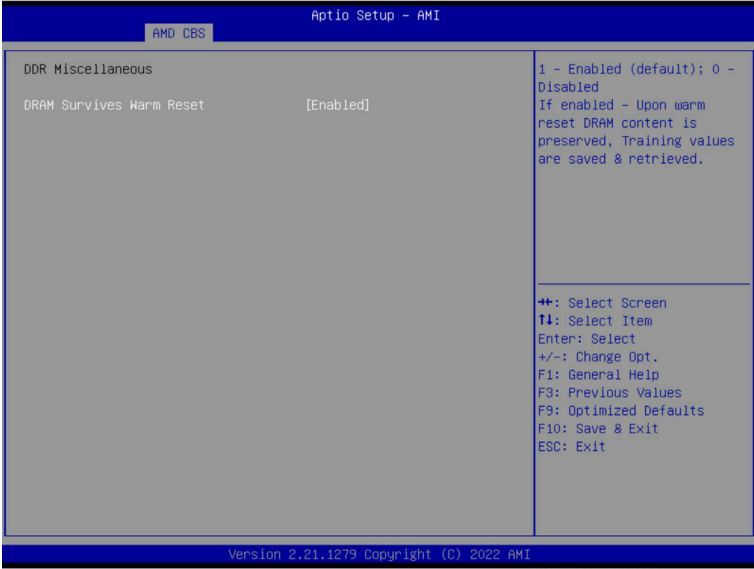 Aptio Setup – AMI
AMD CBS
DDR Miscellaneous
DRAM Survives Warm Reset [Enabled]
1 – Enabled (default); 0 –
Disabled
If enabled – Upon warm
reset DRAM content is
preserved, Training values
are saved & retrieved.
→←: Select Screen
↑↓: Select Item
Enter: Select
+/-: Change Opt.
F1: General Help
F3: Previous Values
F9: Optimized Defaults
F10: Save & Exit
ESC: Exit
Version 2.21.1279 Copyright (C) 2022 AMI